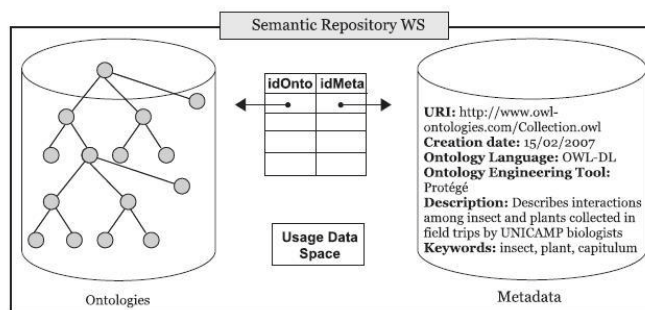 Semantic Repository WS
idOnto idMeta
URI: http://www.owl-
ontologies.com/Collection.owl
Creation date: 15/02/2007
Ontology Language: OWL-DL
Ontology Engineering Tool:
Protégé
Description: Describes interactions
among insect and plants collected in
field trips by UNICAMP biologists
Keywords: insect, plant, capitulum
Usage Data
Space
Ontologies
Metadata